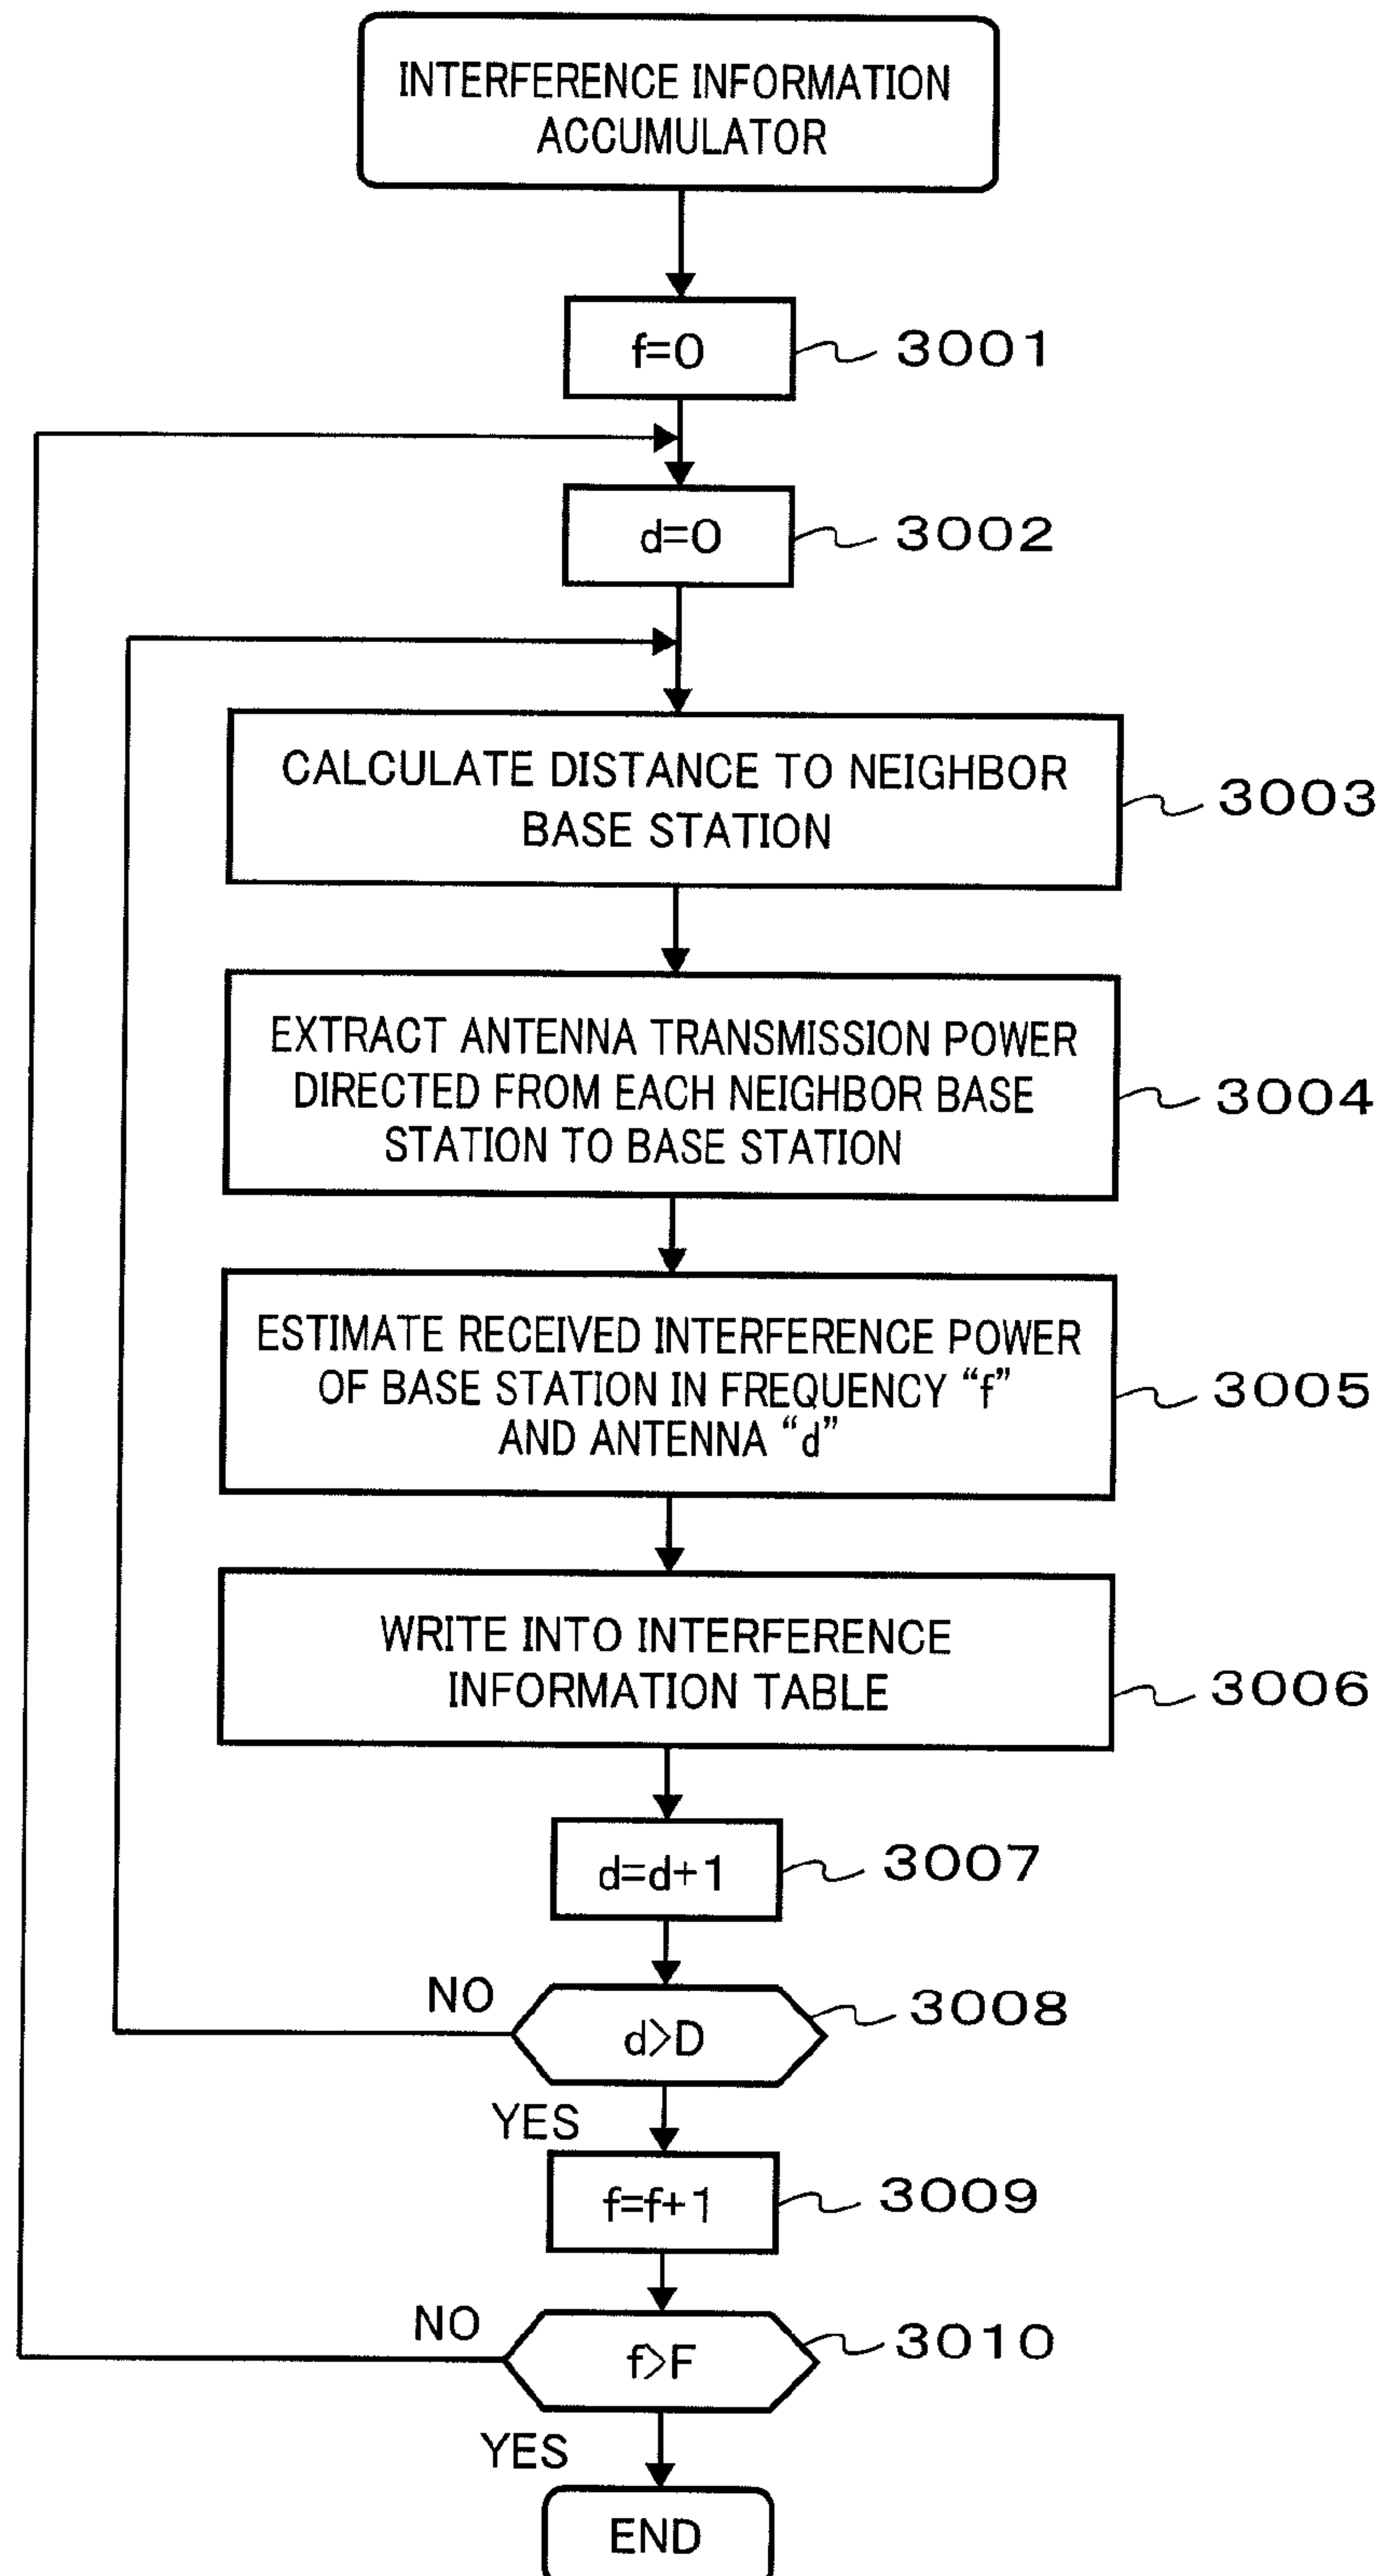 INTERFERENCE INFORMATION
ACCUMULATOR
f=0
3001
d=0
3002
CALCULATE DISTANCE TO NEIGHBOR
BASE STATION
3003
EXTRACT ANTENNA TRANSMISSION POWER
DIRECTED FROM EACH NEIGHBOR BASE
STATION TO BASE STATION
3004
ESTIMATE RECEIVED INTERFERENCE POWER
OF BASE STATION IN FREQUENCY “f”
AND ANTENNA “d”
3005
WRITE INTO INTERFERENCE
INFORMATION TABLE
3006
d=d+1
3007
NO
d>D
3008
YES
f=f+1
3009
NO
f>F
3010
YES
END